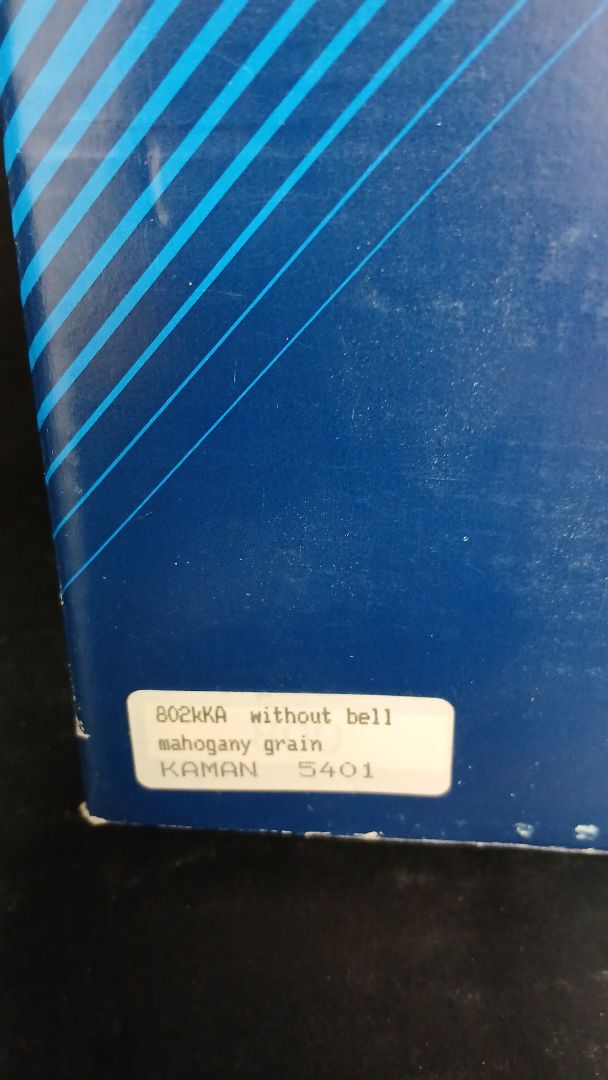 802kKA without bell
mahogany grain
KAMAN 5401